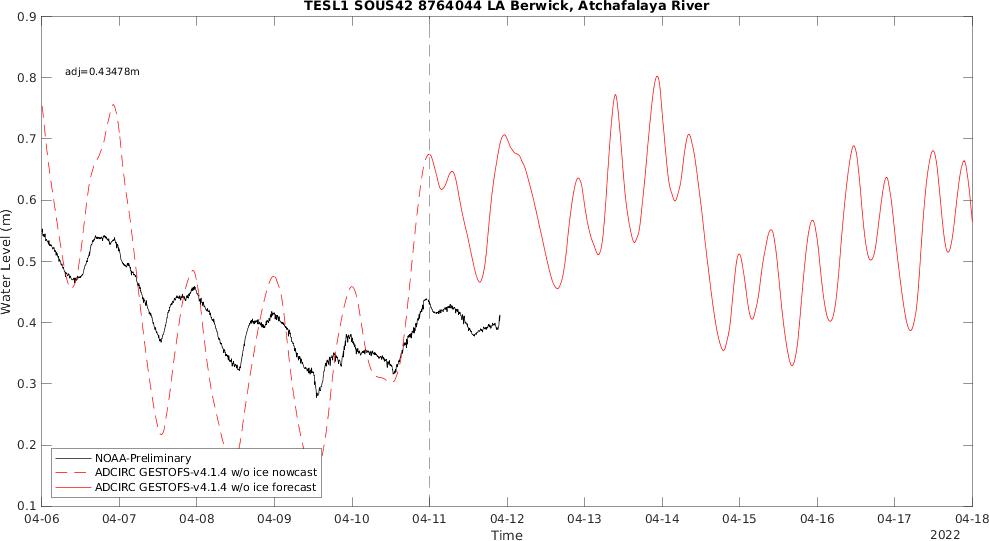 TESL1 SOUS42 8764044 LA Berwick, Atchafalaya River
0.9
0.8
0.7
0.6
0.5
0.4
0.3
0.2
0.1
Water Level (m)
adj=0.43478m
NOAA-Preliminary
ADCIRC GESTOFS-v4.1.4 w/o ice nowcast
ADCIRC GESTOFS-v4.1.4 w/o ice forecast
04-06 04-07 04-08 04-09 04-10 04-11 04-12 04-13 04-14 04-15 04-16 04-17 04-18
Time
2022